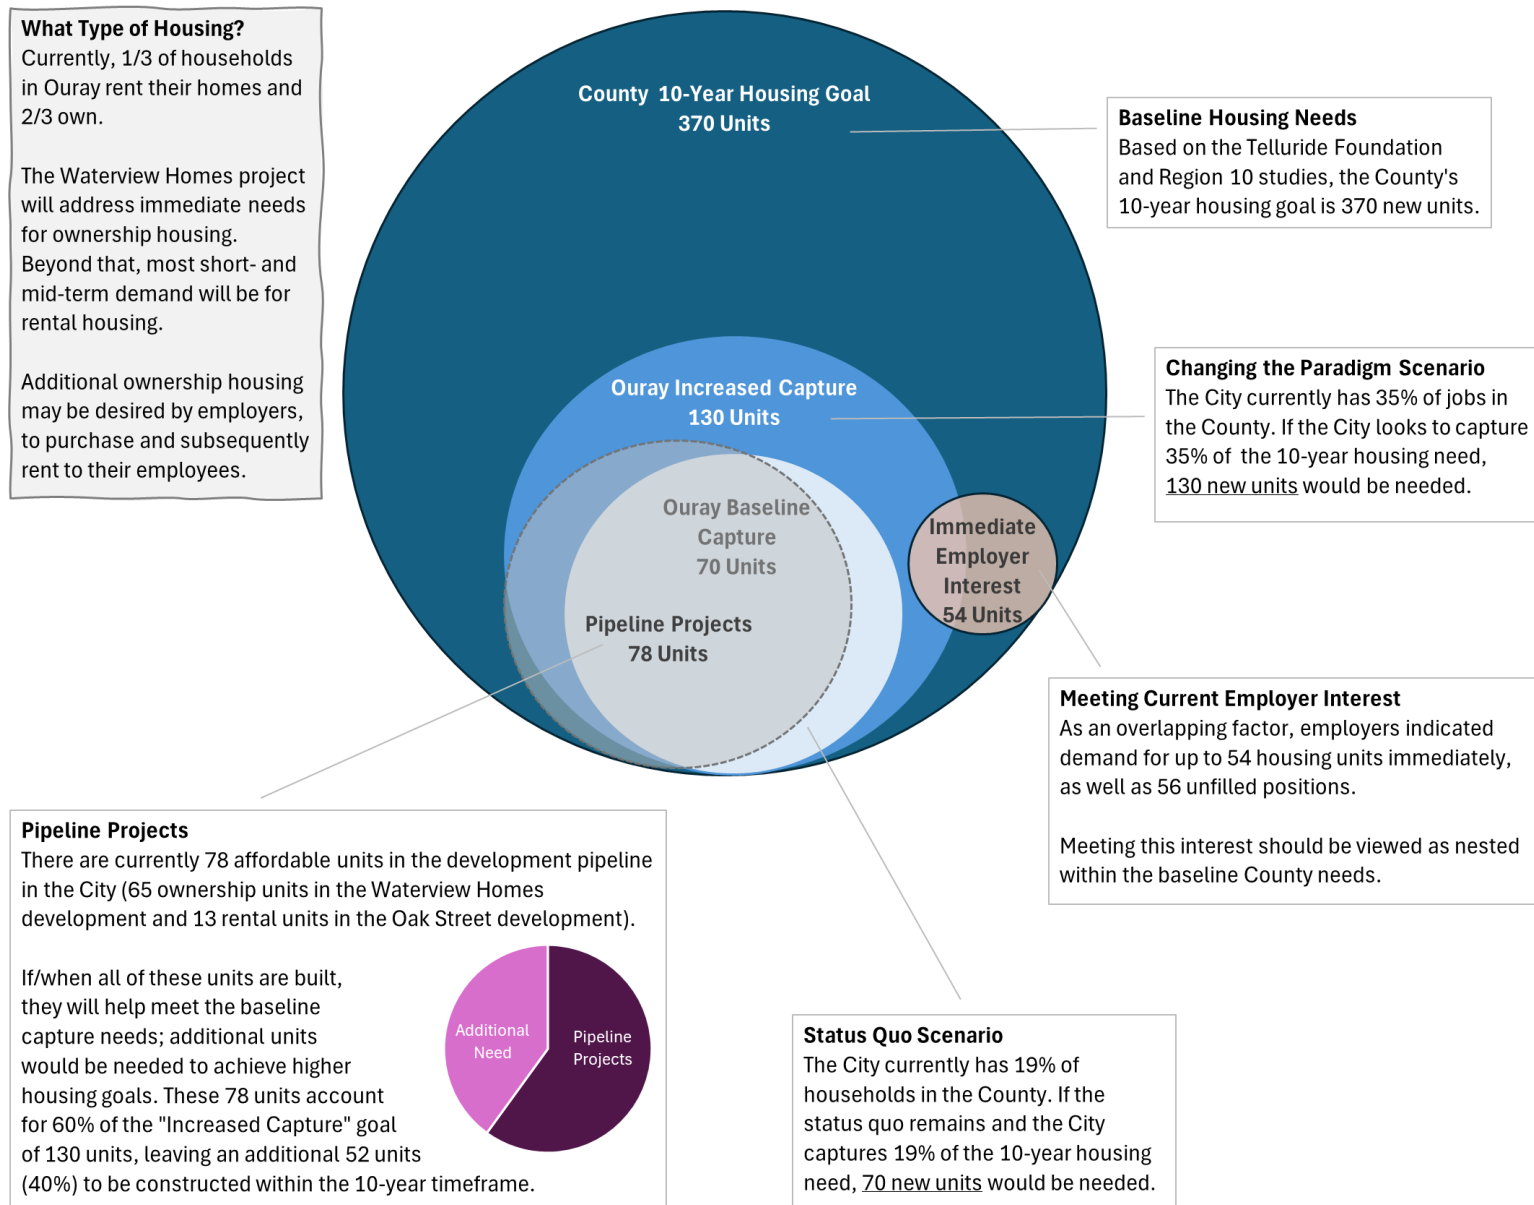 What Type of Housing?
Currently, 1/3 of households
in Ouray rent their homes and
2/3 own.
The Waterview Homes project
will address immediate needs
for ownership housing.
Beyond that, most short- and
mid-term demand will be for
rental housing.
Additional ownership housing
may be desired by employers,
to purchase and subsequently
rent to their employees.
County 10-Year Housing Goal
370 Units
Baseline Housing Needs
Based on the Telluride Foundation
and Region 10 studies, the County's
10-year housing goal is 370 new units.
Ouray Increased Capture
130 Units
Changing the Paradigm Scenario
The City currently has 35% of jobs in
the County. If the City looks to capture
35% of the 10-year housing need,
130 new units would be needed.
Ouray Baseline
Capture
70 Units
Pipeline Projects
78 Units
Immediate
Employer
Interest
54 Units
Meeting Current Employer Interest
As an overlapping factor, employers indicated
demand for up to 54 housing units immediately,
as well as 56 unfilled positions.
Meeting this interest should be viewed as nested
within the baseline County needs.
Pipeline Projects
There are currently 78 affordable units in the development pipeline
in the City (65 ownership units in the Waterview Homes
development and 13 rental units in the Oak Street development).
If/when all of these units are built,
they will help meet the baseline
capture needs; additional units
would be needed to achieve higher
housing goals. These 78 units account
for 60% of the "Increased Capture" goal
of 130 units, leaving an additional 52 units
(40%) to be constructed within the 10-year timeframe.
Additional
Need
Pipeline
Projects
Status Quo Scenario
The City currently has 19% of
households in the County. If the
status quo remains and the City
captures 19% of the 10-year housing
need, 70 new units would be needed.